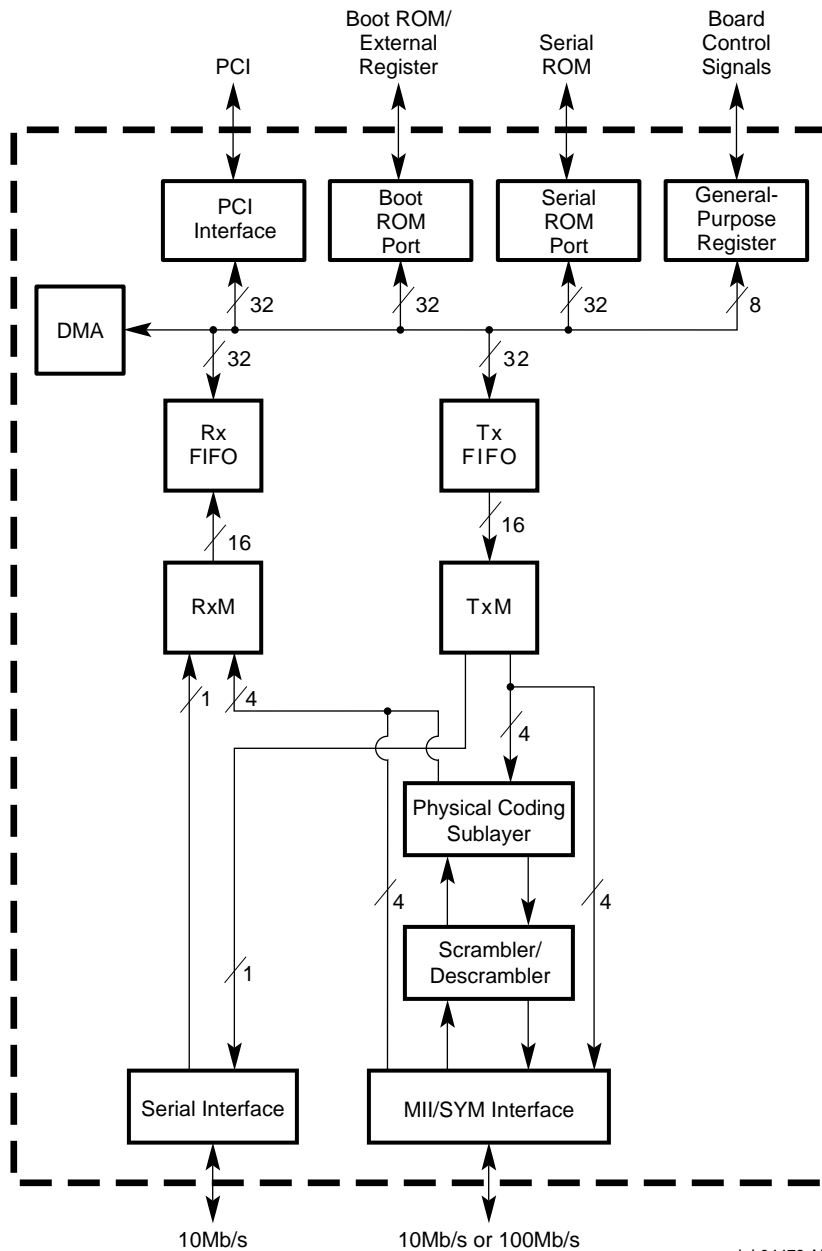 Boot ROM/
External
Register
Serial
ROM
Board
Control
Signals
PCI
PCI
Interface
Boot
ROM
Port
Serial
ROM
Port
General-
Purpose
Register
32
32
32
8
DMA
32
32
Rx
FIFO
Tx
FIFO
16
16
RxM
TxM
1
4
4
Physical Coding
Sublayer
4
4
Scrambler/
Descrambler
1
Serial Interface
MII/SYM Interface
10Mb/s
10Mb/s or 100Mb/s